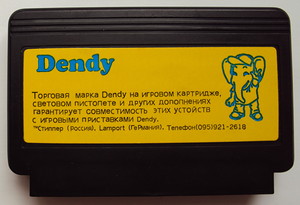 Dendy
Торговая марка Dendy на игровом картридже,
световом пистолете и других дополнениях
гарантирует совместимость этих устойств
с игровыми приставками Dendy.
™Стиплер (Россия), Lamport (Германия), Телефон(095)921-2618